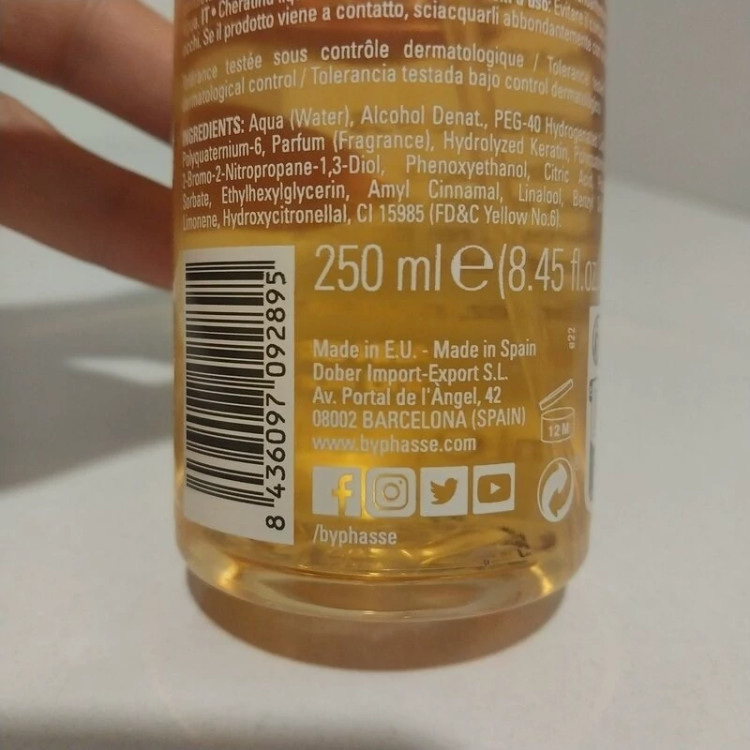 IT • Cheratina
Se il prodotto viene a contatto, sciacquarli abbondantemente
testée sous contrôle dermatologique / Tolerance
dermatological control / Tolerancia testada bajo control
INGREDIENTS: Aqua (Water), Alcohol Denat., PEG-40 Hydrogenated
Polyquaternium-6, Parfum (Fragrance), Hydrolyzed Keratin,
2-Bromo-2-Nitropropane-1,3-Diol, Phenoxyethanol, Citric
Sorbate, Ethylhexylglycerin, Amyl Cinnamal, Linalool, Benzyl
Limonene, Hydroxycitronellal, CI 15985 (FD&C Yellow No.6).
250 ml e (8.45 fl.oz
Made in E.U. - Made in Spain
Dober Import-Export S.L.
Av. Portal de l'Àngel, 42
08002 BARCELONA (SPAIN)
www.byphasse.com
/byphasse
12 M
a22
8 436097 092895